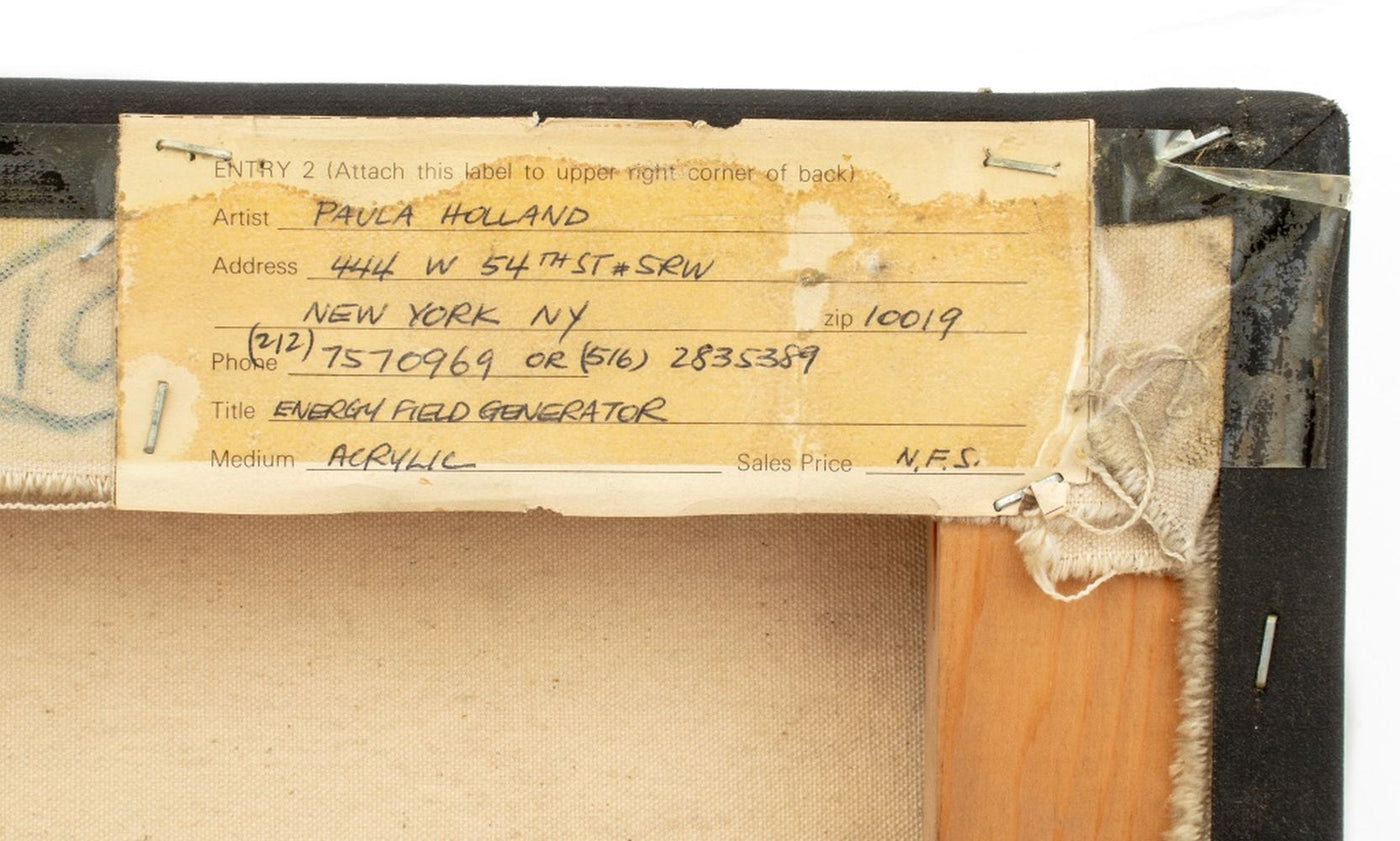 ENTRY 2 (Attach this label to upper right corner of back)
Artist PAULA HOLLAND
Address 444 W 54TH ST #5RW
NEW YORK NY zip 10019
Phone (212) 7570969 OR (516) 2835389
Title ENERGY FIELD GENERATOR
Medium ACRYLIC Sales Price N.F.S.